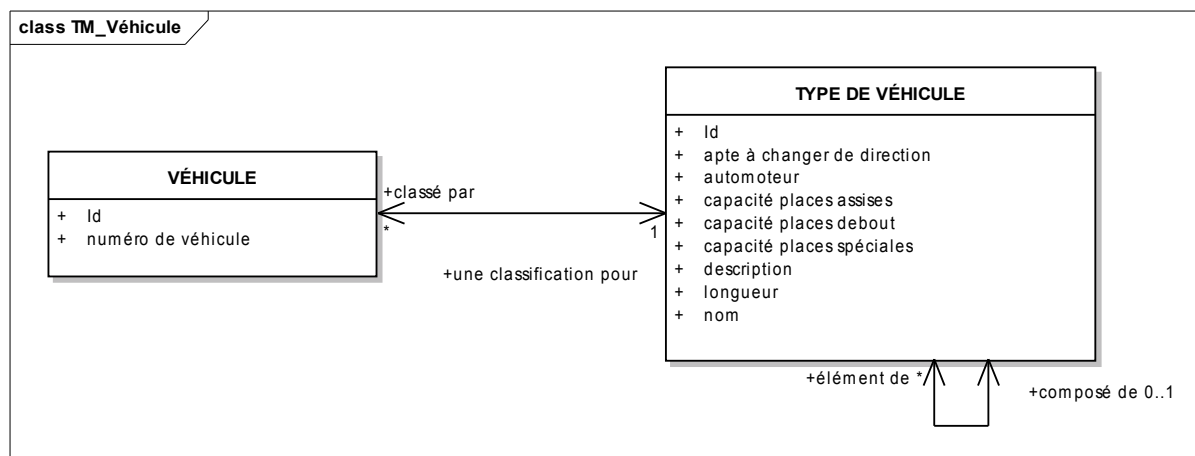 class TM_Véhicule
VÉHICULE
+ Id
+ numéro de véhicule
+classé par
*
1
+une classification pour
TYPE DE VÉHICULE
+ Id
+ apte à changer de direction
+ automoteur
+ capacité places assises
+ capacité places debout
+ capacité places spéciales
+ description
+ longueur
+ nom
+élément de *
+composé de 0..1